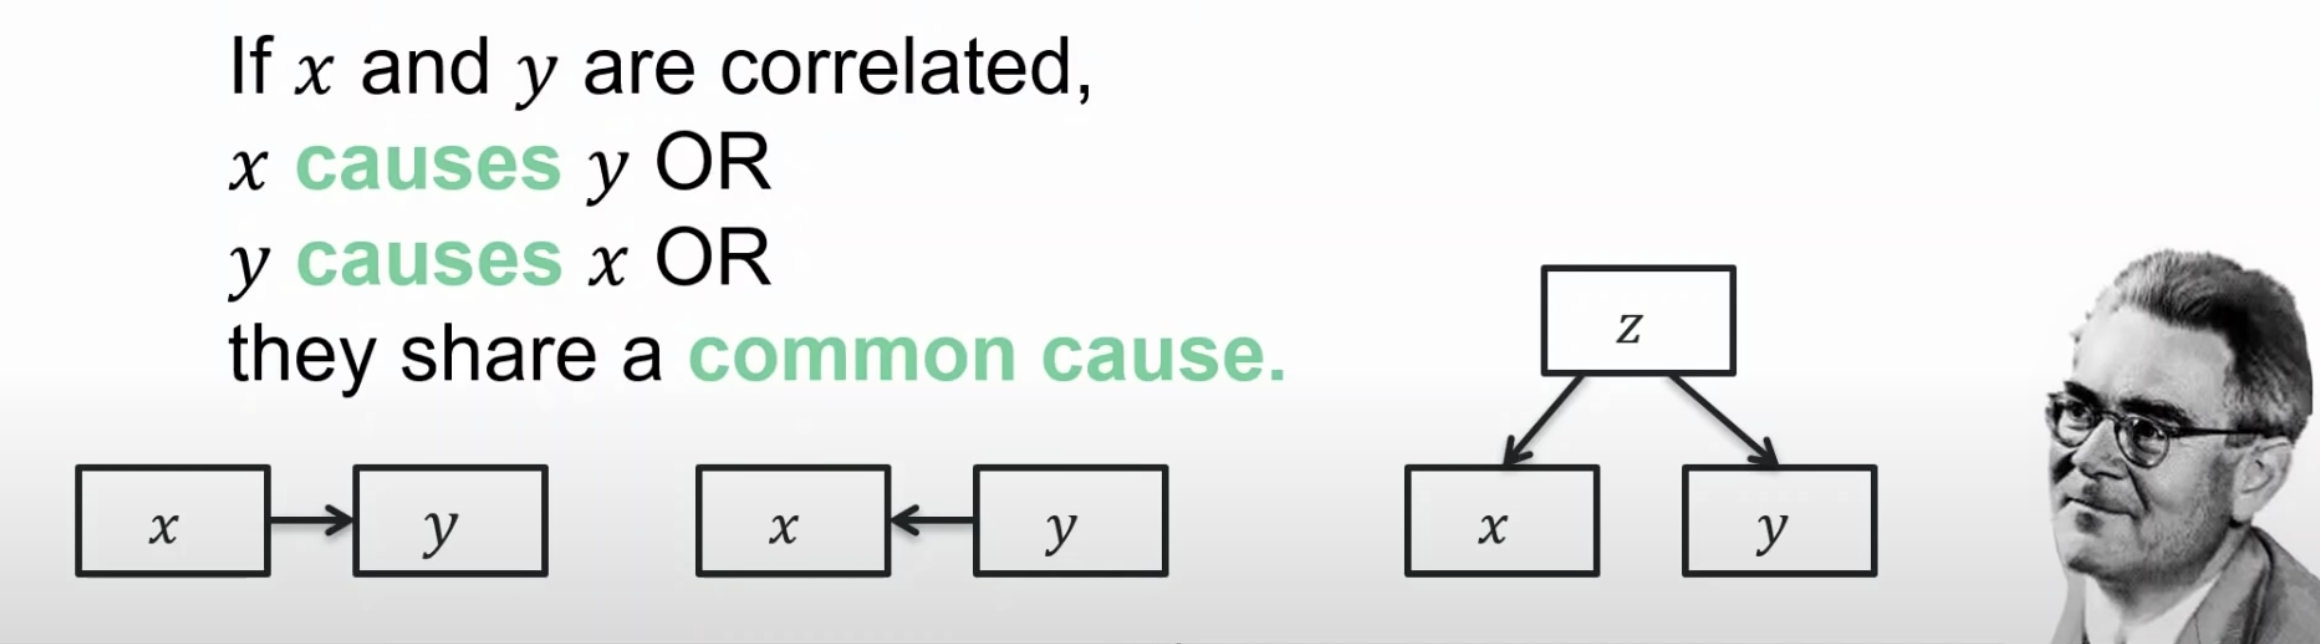 If x and y are correlated,
x causes y OR
y causes x OR
they share a common cause.
z
x
y
x
y
x
y